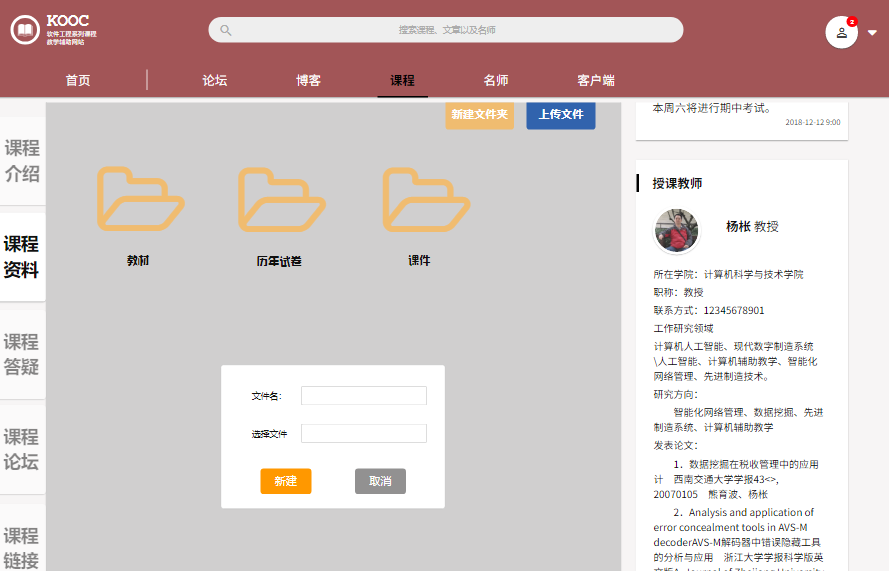 KOOC
软件工程系列课程
教学辅助网站
搜索课程、文章以及名师
2
首页
论坛
博客
课程
名师
客户端
课程
介绍
课程
资料
课程
答疑
课程
论坛
课程
链接
新建文件夹
上传文件
教材
历年试卷
课件
文件名:
选择文件
新建
取消
本周六将进行期中考试。
2018-12-12 9:00
授课教师
杨枨 教授
所在学院：计算机科学与技术学院
职称：教授
联系方式：12345678901
工作研究领域
计算机人工智能、现代数字制造系统
\人工智能、计算机辅助教学、智能化
网络管理、先进制造技术。
研究方向：
智能化网络管理、数据挖掘、先进
制造系统、计算机辅助教学
发表论文：
1．数据挖掘在税收管理中的应用
计　西南交通大学学报43<>,
20070105　熊育波、杨枨
2．Analysis and application of
error concealment tools in AVS-M
decoderAVS-M解码器中错误隐藏工具
的分析与应用　浙江大学学报科学版英